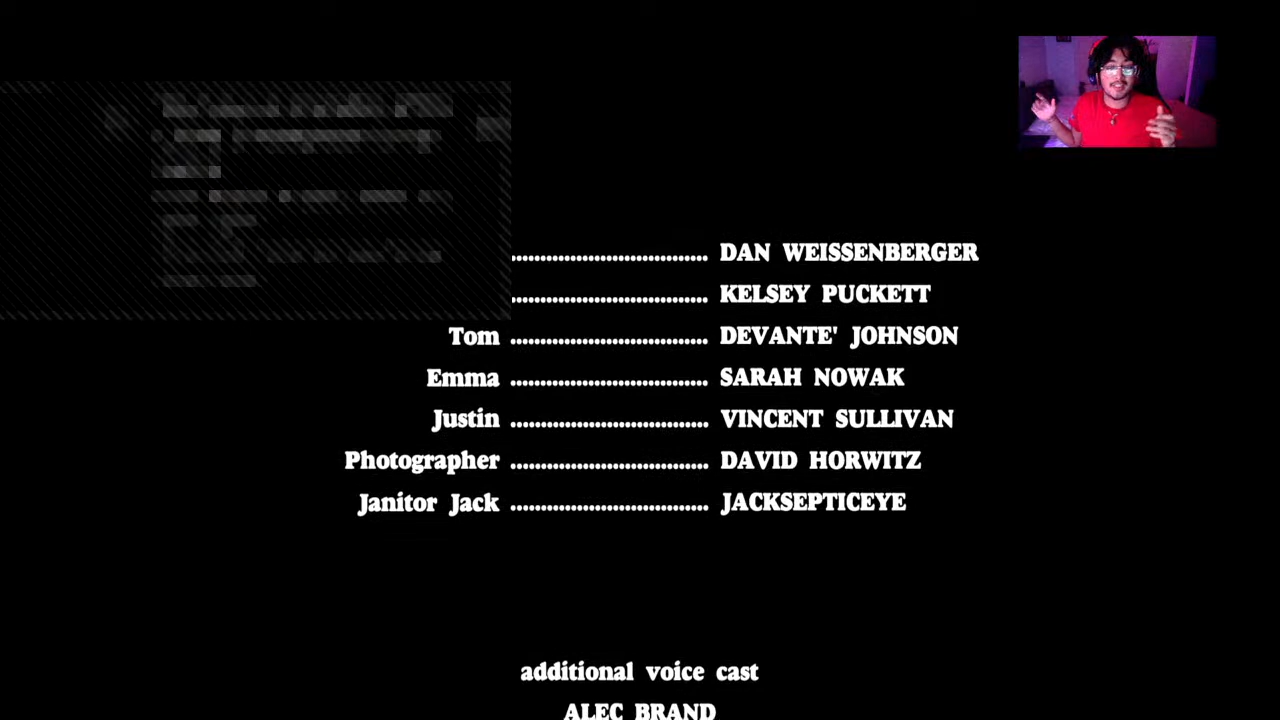 ................................. DAN WEISSENBERGER
................................. KELSEY PUCKETT
Tom ................................. DEVANTE' JOHNSON
Emma ................................. SARAH NOWAK
Justin ................................. VINCENT SULLIVAN
Photographer ................................. DAVID HORWITZ
Janitor Jack ................................. JACKSEPTICEYE
additional voice cast
ALEC BRAND